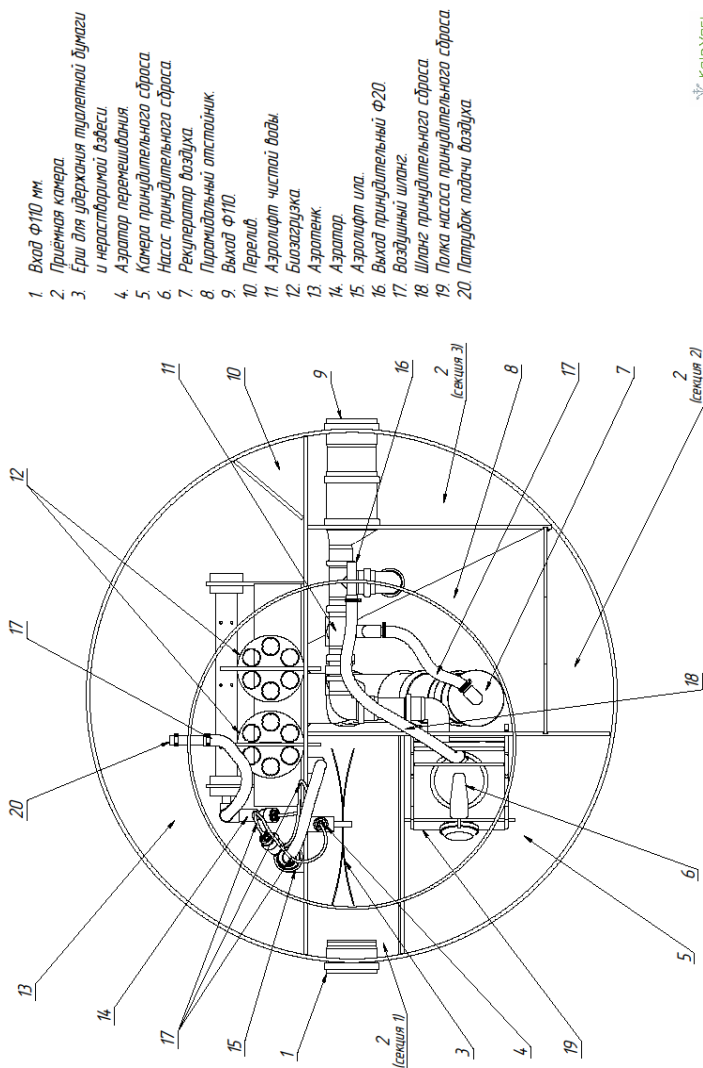 1. Вход Ф110 мм.
2. Приёмная камера.
3. Ёрш для удержания туалетной бумаги
и нерастворимой взвеси.
4. Аэратор перемешивания.
5. Камера принудительного сброса.
6. Насос принудительного сброса.
7. Рекуператор воздуха.
8. Пирамидальный отстойник.
9. Выход Ф110.
10. Перелив.
11. Аэролифт чистой воды.
12. Биозагрузка.
13. Аэротенк.
14. Аэратор.
15. Аэролифт ила.
16. Выход принудительный Ф20.
17. Воздушный шланг.
18. Шланг принудительного сброса.
19. Полка насоса принудительного сброса.
20. Патрубок подачи воздуха.
13
14
17
15
1
2
(секция 1)
3
4
19
5
6
20
17
12
11
10
9
16
2
(секция 3)
8
17
7
2
(секция 2)
18